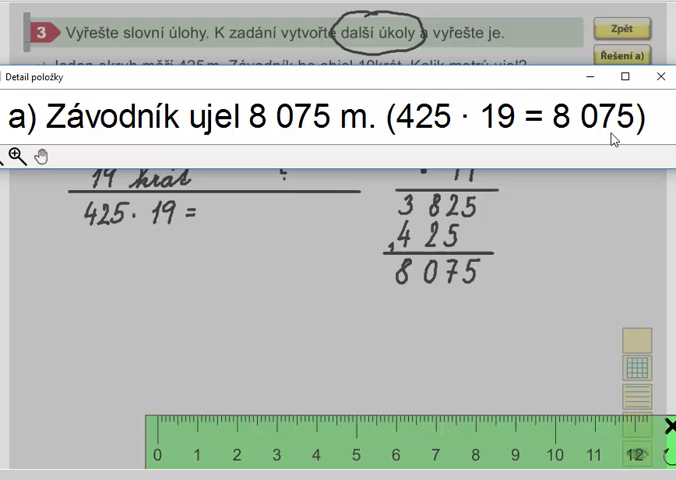 3 Vyřešte slovní úlohy. K zadání vytvořte další úkoly a vyřešte je.
Zpět
Řešení a)
Detail položky
a) Závodník ujel 8 075 m. (425 · 19 = 8 075)
19 krát
425 · 19 =
3 825
4 25
8 075
0 1 2 3 4 5 6 7 8 9 10 11 12